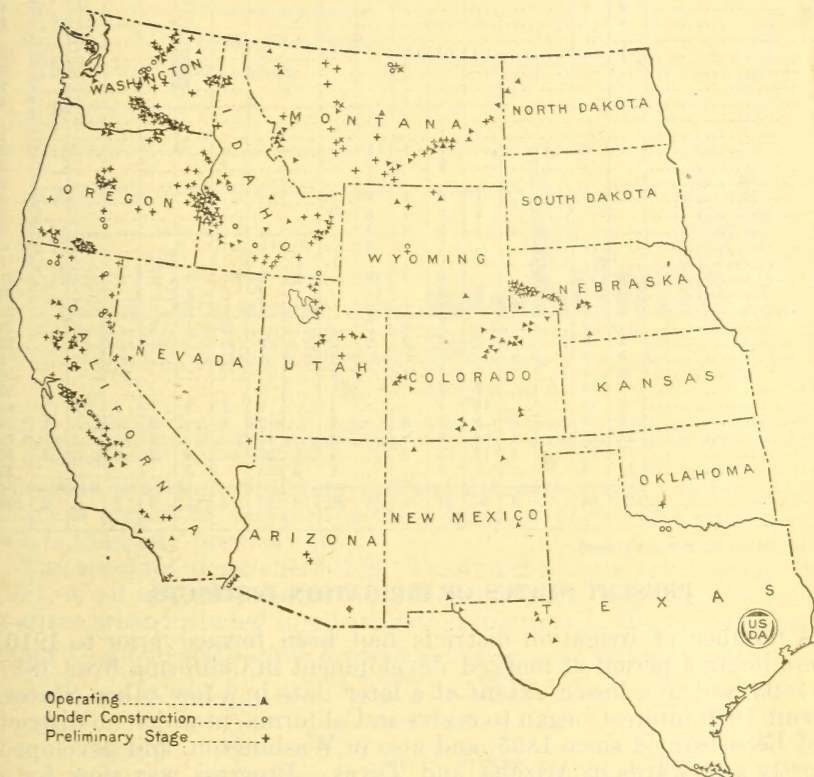 WASHINGTON
MONTANA
NORTH DAKOTA
IDAHO
OREGON
SOUTH DAKOTA
WYOMING
NEBRASKA
CALIFORNIA
NEVADA
UTAH
COLORADO
KANSAS
OKLAHOMA
ARIZONA
NEW MEXICO
TEXAS
US
DA
Operating
Under Construction
Preliminary Stage